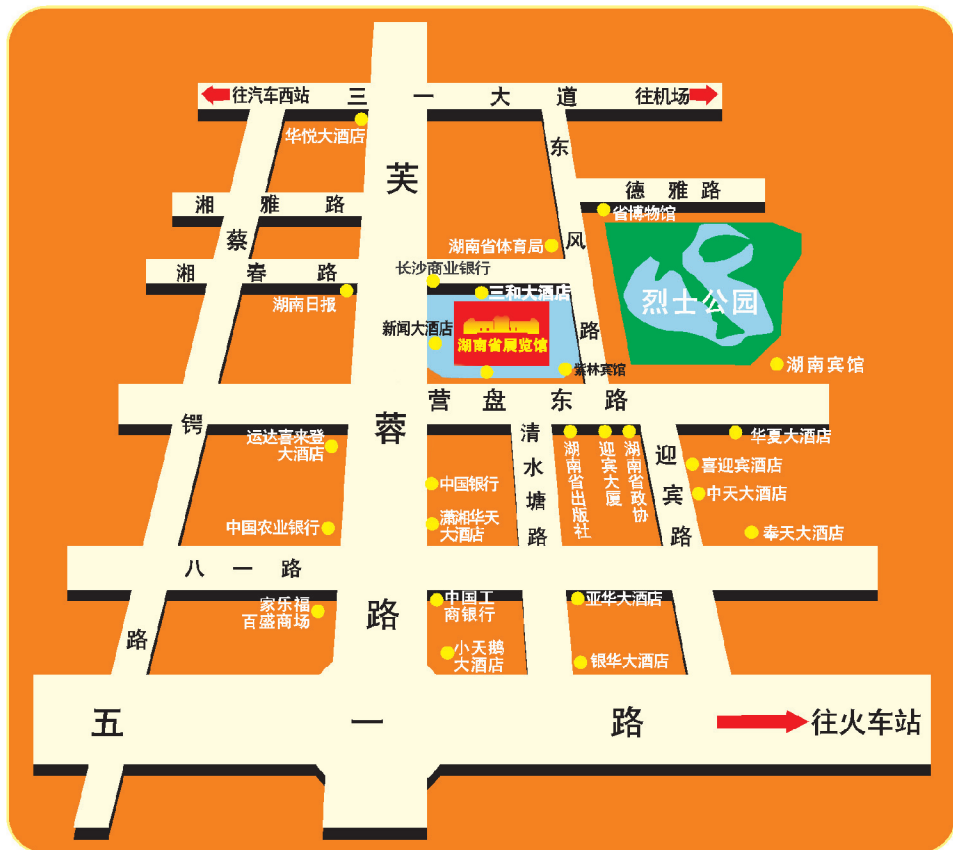 往汽车西站
三一大道
往机场
华悦大酒店
芙
东
德雅路
省博物馆
湘雅路
蔡
风
湖南省体育局
湘春路
长沙商业银行
三和大酒店
湖南日报
烈士公园
新闻大酒店
湖南省展览馆
路
紫林宾馆
湖南宾馆
营盘东路
锷
蓉
运达喜来登
大酒店
清水塘路
湖南省出版社
迎宾大厦
湖南省政协
迎宾路
华夏大酒店
喜迎宾酒店
中国银行
中天大酒店
中国农业银行
潇湘华天
大酒店
奉天大酒店
八一路
家乐福
百盛商场
路
中国工
商银行
亚华大酒店
路
小天鹅
大酒店
银华大酒店
五一路
往火车站